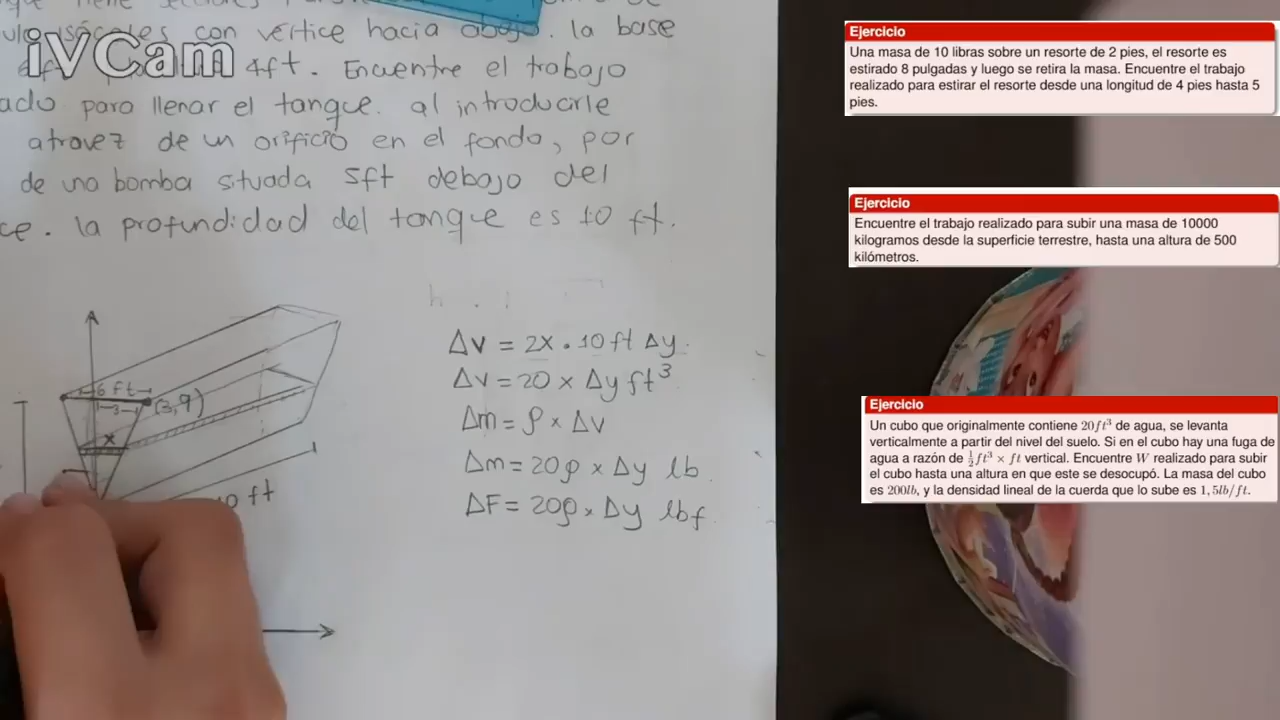 con vértice hacia abajo. la base
iVCam
4ft. Encuentre el trabajo
para llenar el tanque. al introducirle
atravez de un orificio en el fondo, por
de una bomba situada 5ft debajo del
la profundidad del tanque es 10 ft.
6 ft
3
(3,9)
x
ft
ΔV = 2x . 10 ft Δy.
ΔV = 20 x Δy ft³
Δm = ρ x ΔV
Δm = 20ρ x Δy lb
ΔF = 20ρ x Δy lbf
Ejercicio
Una masa de 10 libras sobre un resorte de 2 pies, el resorte es
estirado 8 pulgadas y luego se retira la masa. Encuentre el trabajo
realizado para estirar el resorte desde una longitud de 4 pies hasta 5
pies.
Ejercicio
Encuentre el trabajo realizado para subir una masa de 10000
kilogramos desde la superficie terrestre, hasta una altura de 500
kilómetros.
Ejercicio
Un cubo que originalmente contiene 20ft³ de agua, se levanta
verticalmente a partir del nivel del suelo. Si en el cubo hay una fuga de
agua a razón de ½ft³ × ft vertical. Encuentre W realizado para subir
el cubo hasta una altura en que este se desocupó. La masa del cubo
es 200lb, y la densidad lineal de la cuerda que lo sube es 1,5lb/ft.